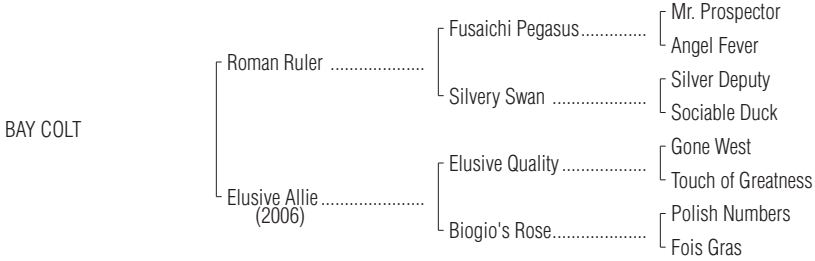 Mr. Prospector
Fusaichi Pegasus..............
Angel Fever
Roman Ruler ....................
Silver Deputy
Silvery Swan ....................
Sociable Duck
BAY COLT
Gone West
Elusive Quality..................
Touch of Greatness
Elusive Allie......................
(2006)
Polish Numbers
Biogio's Rose....................
Fois Gras